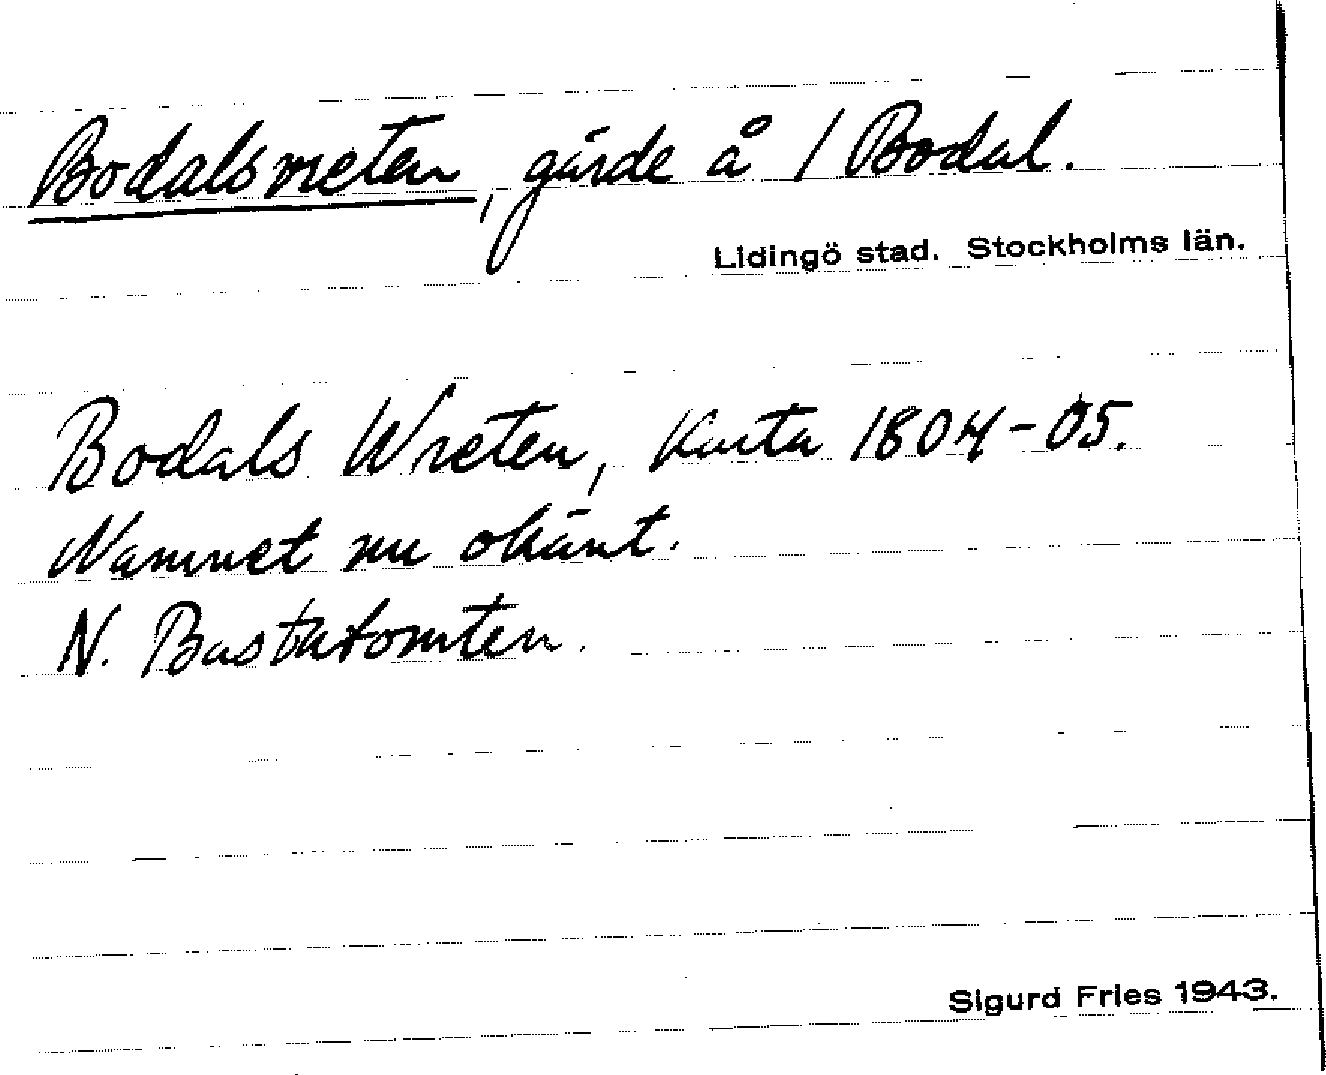 Bodalsvreten, gärde å 1 Bodal.
Lidingö stad. Stockholms län.
Bodals Wreten, Karta 1804-05.
Namnet nu okänt.
N. Bastutomten.
Sigurd Fries 1943.